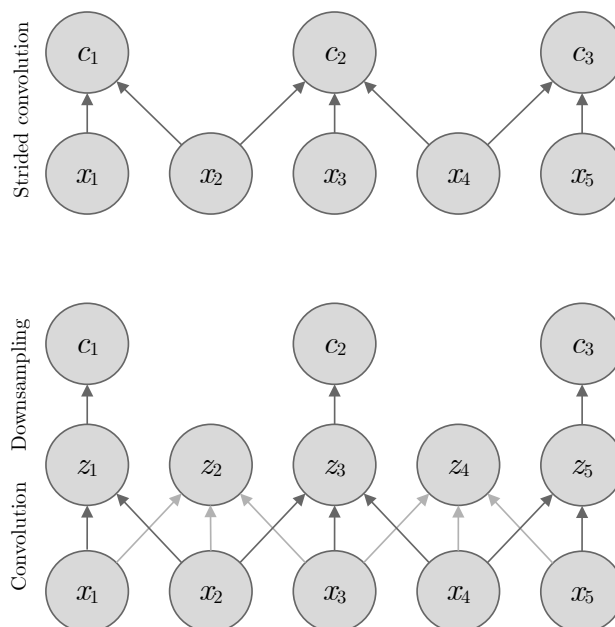 Strided convolution
c₁ c₂ c₃
x₁ x₂ x₃ x₄ x₅
Downsampling
c₁ c₂ c₃
z₁ z₂ z₃ z₄ z₅
Convolution
x₁ x₂ x₃ x₄ x₅